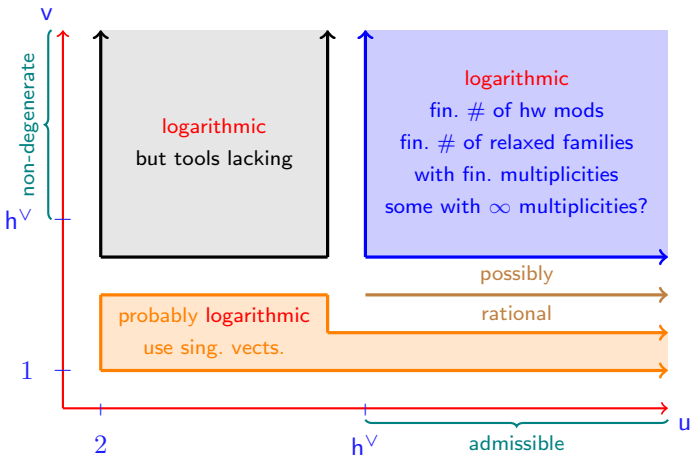 v
non-degenerate
logarithmic
but tools lacking
logarithmic
fin. # of hw mods
fin. # of relaxed families
with fin. multiplicities
some with ∞ multiplicities?
h∨
possibly
rational
probably logarithmic
use sing. vects.
1
2
h∨
u
admissible